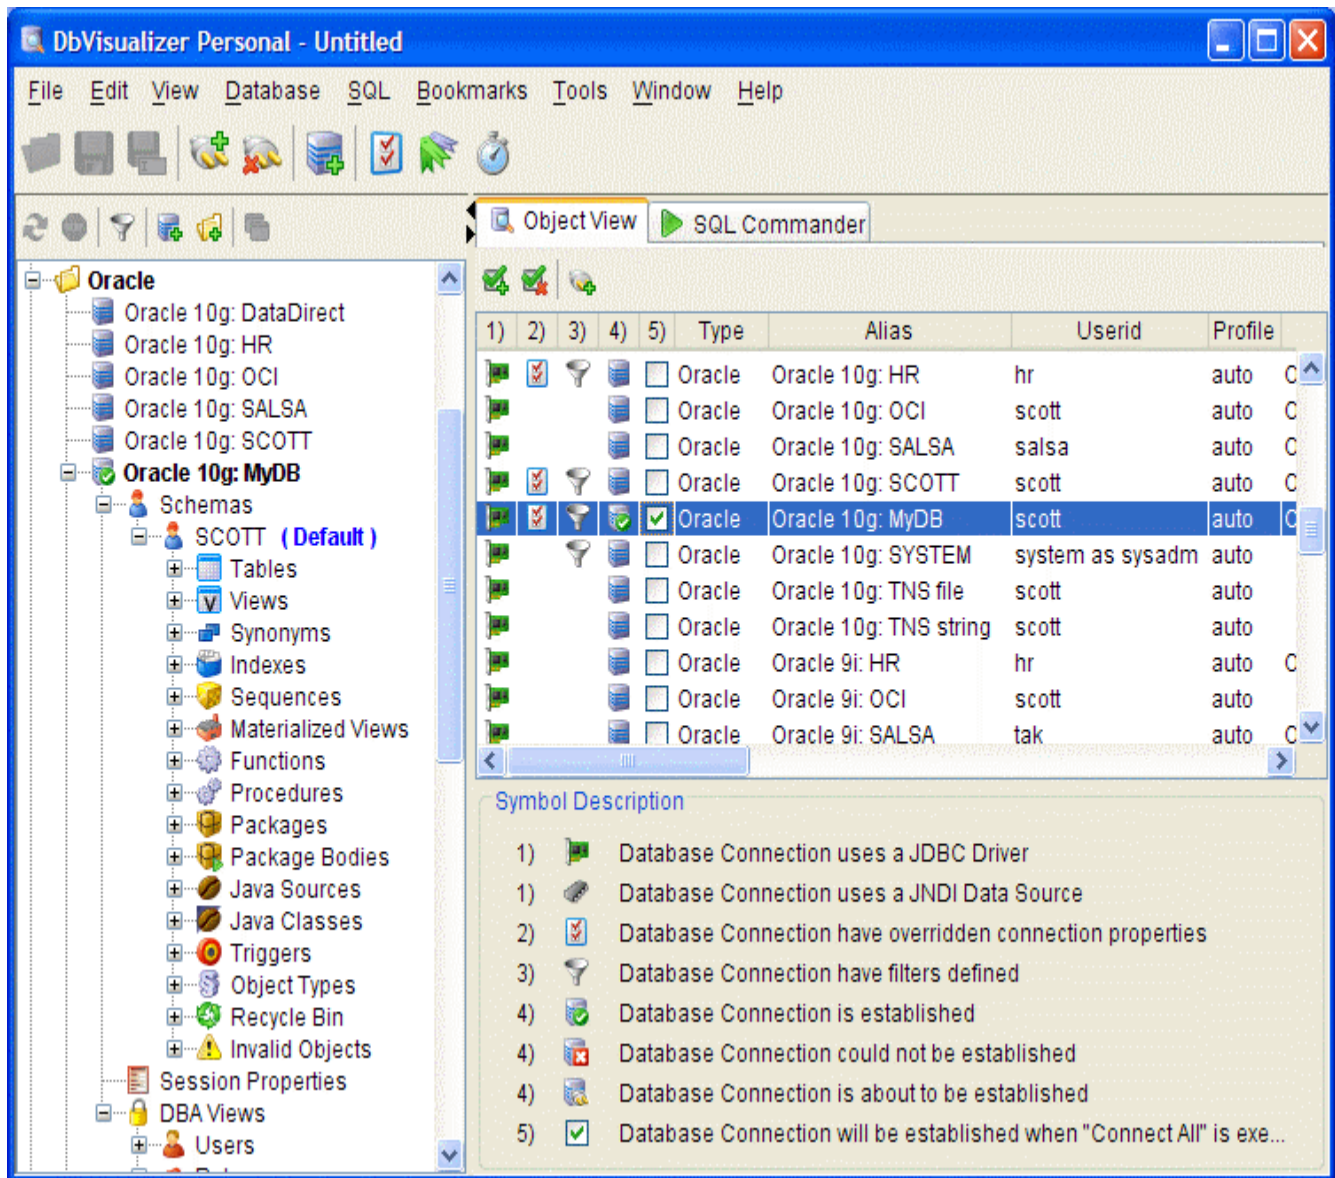 DbVisualizer Personal - Untitled
File Edit View Database SQL Bookmarks Tools Window Help
Object View SQL Commander
Oracle
Oracle 10g: DataDirect
Oracle 10g: HR
Oracle 10g: OCI
Oracle 10g: SALSA
Oracle 10g: SCOTT
Oracle 10g: MyDB
Schemas
SCOTT (Default)
Tables
Views
Synonyms
Indexes
Sequences
Materialized Views
Functions
Procedures
Packages
Package Bodies
Java Sources
Java Classes
Triggers
Object Types
Recycle Bin
Invalid Objects
Session Properties
DBA Views
Users
1) 2) 3) 4) 5) Type Alias Userid Profile
Oracle Oracle 10g: HR hr auto
Oracle Oracle 10g: OCI scott auto
Oracle Oracle 10g: SALSA salsa auto
Oracle Oracle 10g: SCOTT scott auto
Oracle Oracle 10g: MyDB scott auto
Oracle Oracle 10g: SYSTEM system as sysadm auto
Oracle Oracle 10g: TNS file scott auto
Oracle Oracle 10g: TNS string scott auto
Oracle Oracle 9i: HR hr auto
Oracle Oracle 9i: OCI scott auto
Oracle Oracle 9i: SALSA tak auto
Symbol Description
1) Database Connection uses a JDBC Driver
1) Database Connection uses a JNDI Data Source
2) Database Connection have overridden connection properties
3) Database Connection have filters defined
4) Database Connection is established
4) Database Connection could not be established
4) Database Connection is about to be established
5) Database Connection will be established when "Connect All" is exe...